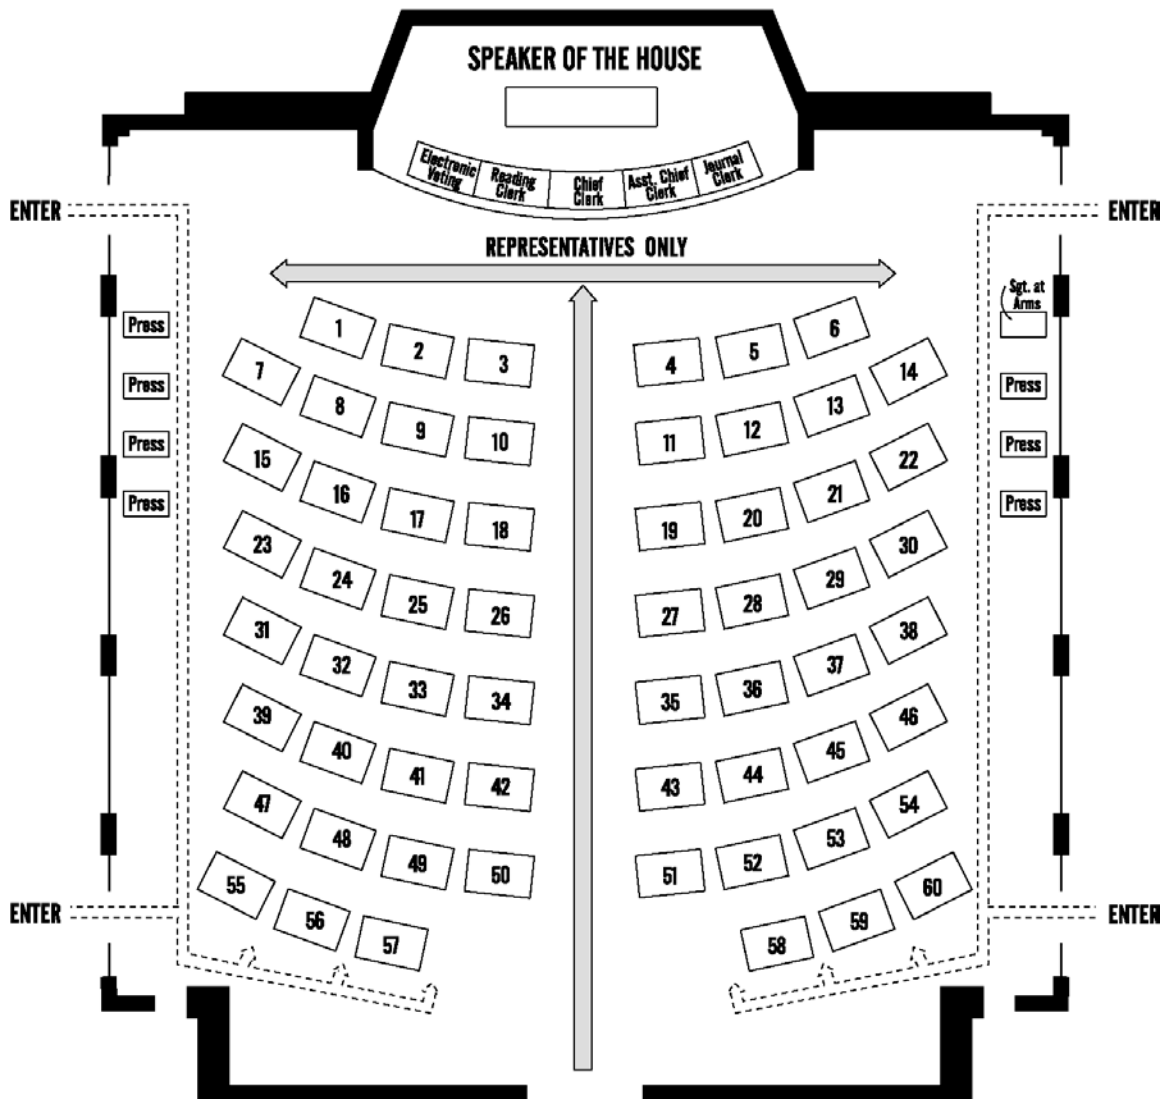 SPEAKER OF THE HOUSE
Electronic
Voting
Reading
Clerk
Chief
Clerk
Asst. Chief
Clerk
Journal
Clerk
ENTER
ENTER
REPRESENTATIVES ONLY
Sgt. at
Arms
Press
Press
Press
Press
Press
Press
Press
1 2 3 4 5 6
7 8 9 10 11 12 13 14
15 16 17 18 19 20 21 22
23 24 25 26 27 28 29 30
31 32 33 34 35 36 37 38
39 40 41 42 43 44 45 46
47 48 49 50 51 52 53 54
55 56 57 58 59 60
ENTER
ENTER